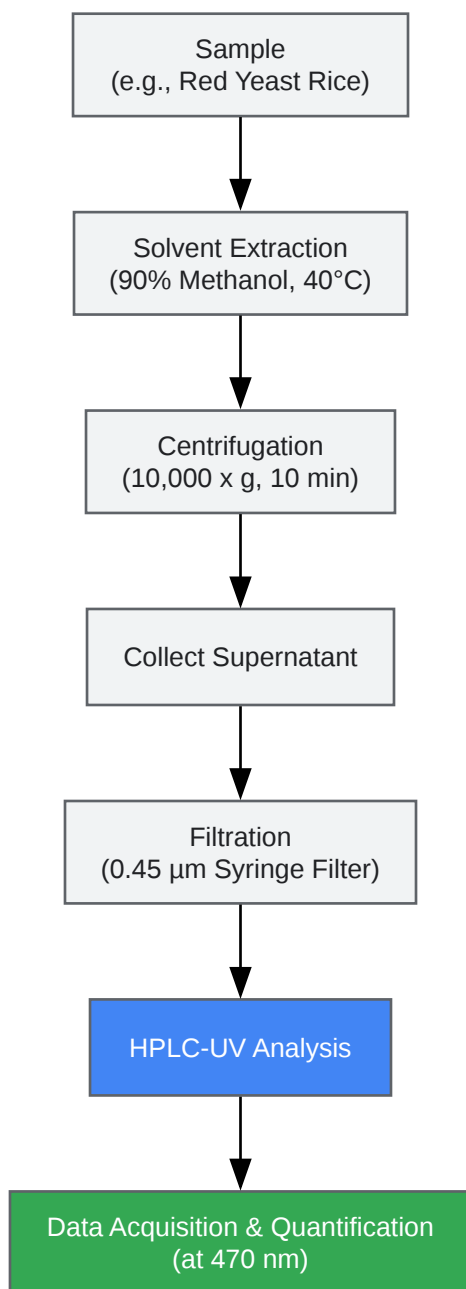 Sample
(e.g., Red Yeast Rice)
Solvent Extraction
(90% Methanol, 40°C)
Centrifugation
(10,000 x g, 10 min)
Collect Supernatant
Filtration
(0.45 µm Syringe Filter)
HPLC-UV Analysis
Data Acquisition & Quantification
(at 470 nm)